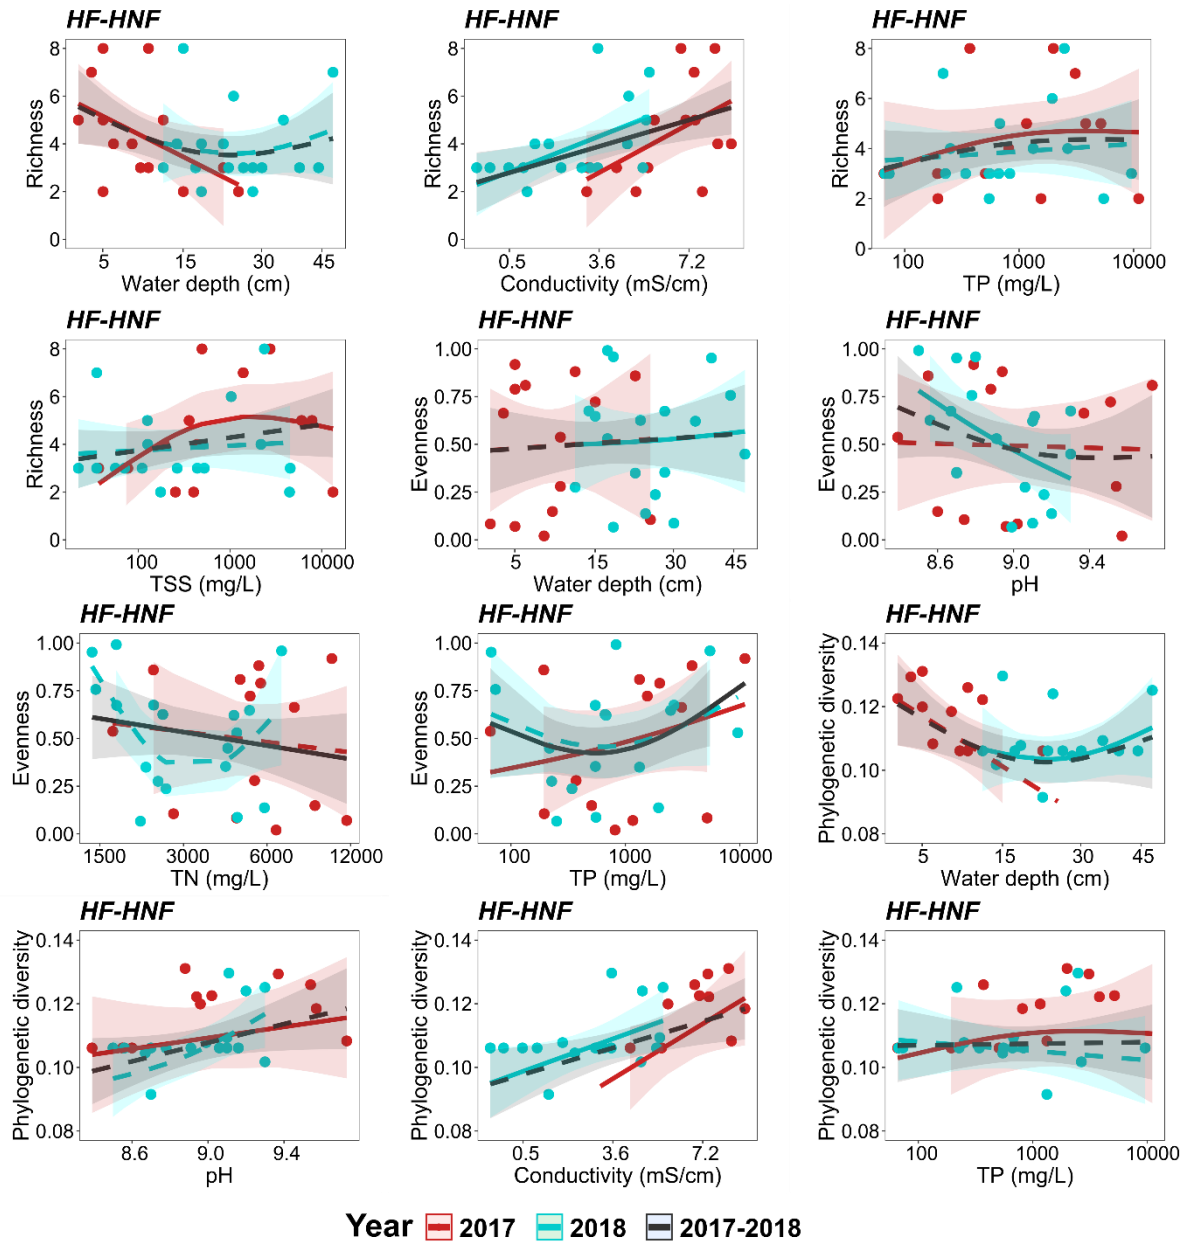 HF-HNF HF-HNF HF-HNF
8 6 4 2 0 Richness 5 15 30 45
Water depth (cm)
8 6 4 2 0 Richness 0.5 3.6 7.2
Conductivity (mS/cm)
8 6 4 2 0 Richness 100 1000 10000
TP (mg/L)
HF-HNF HF-HNF HF-HNF
8 6 4 2 0 Richness 100 1000 10000
TSS (mg/L)
1.00 0.75 0.50 0.25 0.00 Evenness 5 15 30 45
Water depth (cm)
1.00 0.75 0.50 0.25 0.00 Evenness 8.6 9.0 9.4
pH
HF-HNF HF-HNF HF-HNF
1.00 0.75 0.50 0.25 0.00 Evenness 1500 3000 6000 12000
TN (mg/L)
1.00 0.75 0.50 0.25 0.00 Evenness 100 1000 10000
TP (mg/L)
0.14 0.12 0.10 0.08 Phylogenetic diversity 5 15 30 45
Water depth (cm)
HF-HNF HF-HNF HF-HNF
0.14 0.12 0.10 0.08 Phylogenetic diversity 8.6 9.0 9.4
pH
0.14 0.12 0.10 0.08 Phylogenetic diversity 0.5 3.6 7.2
Conductivity (mS/cm)
0.14 0.12 0.10 0.08 Phylogenetic diversity 100 1000 10000
TP (mg/L)
Year 2017 2018 2017-2018